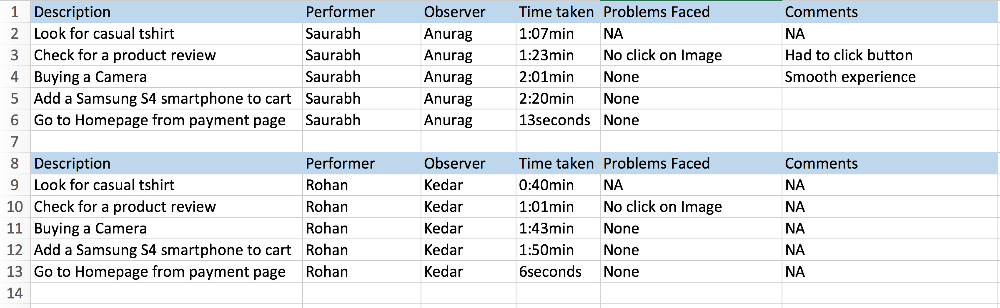 1 Description Performer Observer Time taken Problems Faced Comments
2 Look for casual tshirt Saurabh Anurag 1:07min NA NA
3 Check for a product review Saurabh Anurag 1:23min No click on Image Had to click button
4 Buying a Camera Saurabh Anurag 2:01min None Smooth experience
5 Add a Samsung S4 smartphone to cart Saurabh Anurag 2:20min None
6 Go to Homepage from payment page Saurabh Anurag 13seconds None
7
8 Description Performer Observer Time taken Problems Faced Comments
9 Look for casual tshirt Rohan Kedar 0:40min NA NA
10 Check for a product review Rohan Kedar 1:01min No click on Image NA
11 Buying a Camera Rohan Kedar 1:43min None NA
12 Add a Samsung S4 smartphone to cart Rohan Kedar 1:50min None NA
13 Go to Homepage from payment page Rohan Kedar 6seconds None NA
14